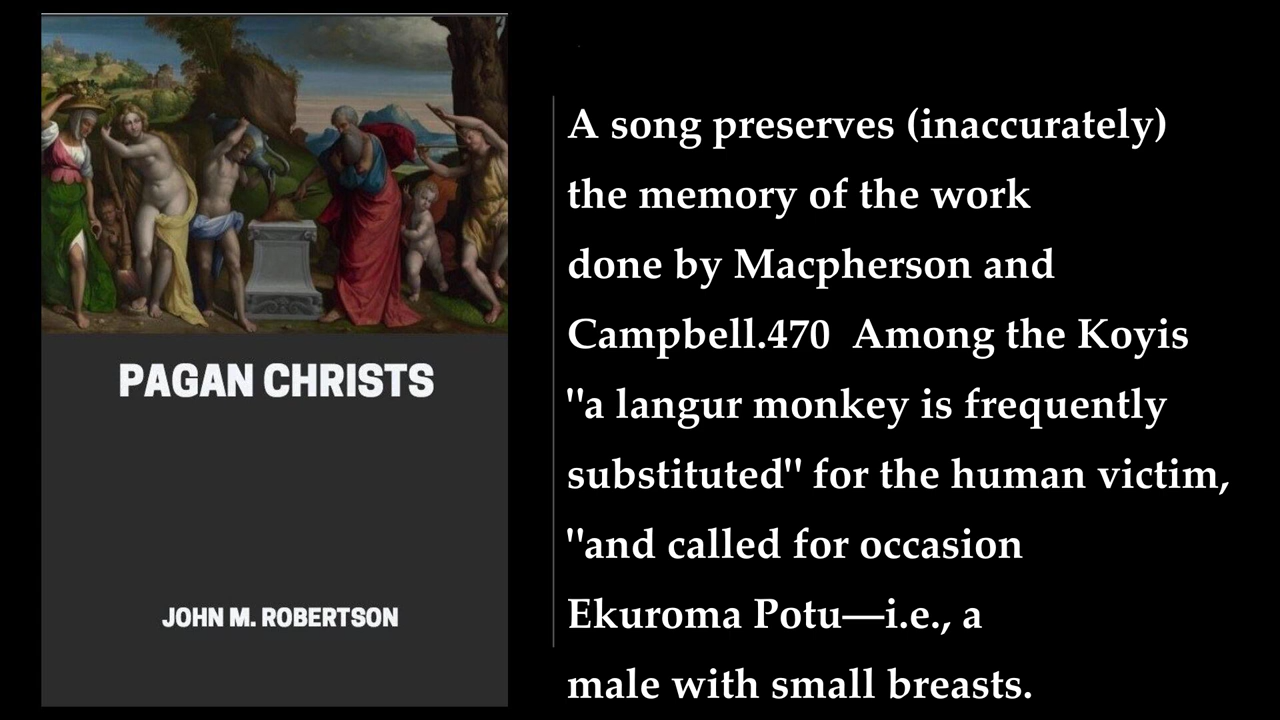 PAGAN CHRISTS
JOHN M. ROBERTSON
A song preserves (inaccurately)
the memory of the work
done by Macpherson and
Campbell.470  Among the Koyis
"a langur monkey is frequently
substituted" for the human victim,
"and called for occasion
Ekuroma Potu—i.e., a
male with small breasts.